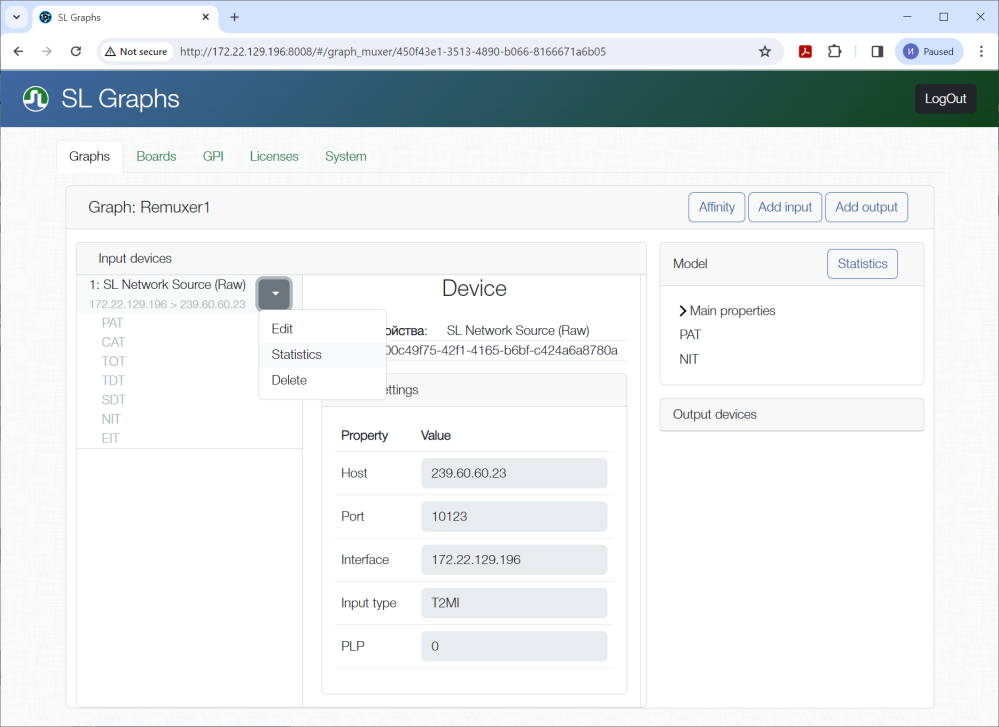 SL Graphs
Not secure
http://172.22.129.196:8008/#/graph_muxer/450f43e1-3513-4890-b066-8166671a6b05
И Paused
SL Graphs
LogOut
Graphs Boards GPI Licenses System
Graph: Remuxer1
Affinity Add input Add output
Input devices
1: SL Network Source (Raw)
172.22.129.196 > 239.60.60.23
PAT
CAT
TOT
TDT
SDT
NIT
EIT
Edit
Statistics
Delete
Device
ойства: SL Network Source (Raw)
00c49f75-42f1-4165-b6bf-c424a6a8780a
ettings
Property Value
Host 239.60.60.23
Port 10123
Interface 172.22.129.196
Input type T2MI
PLP 0
Model
Statistics
Main properties
PAT
NIT
Output devices